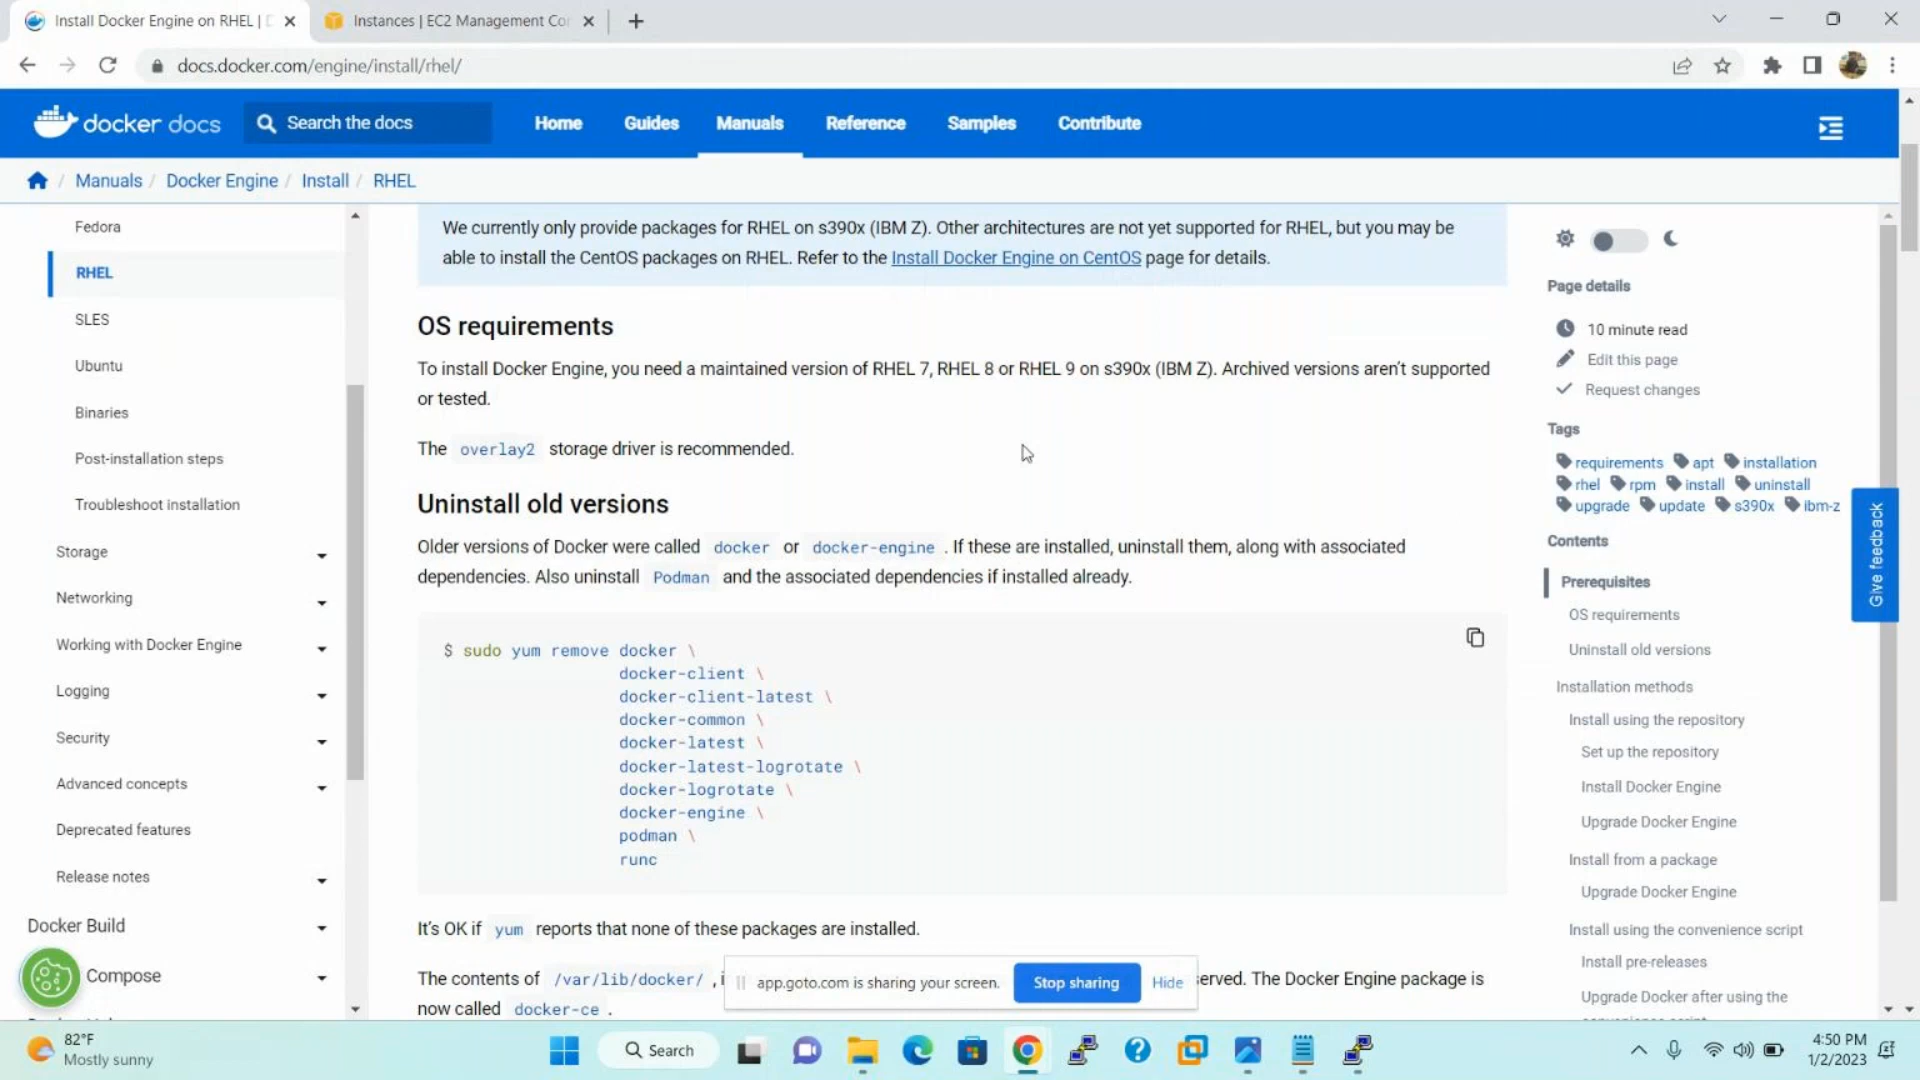 Install Docker Engine on RHEL | D
Instances | EC2 Management Co
docs.docker.com/engine/install/rhel/
docker docs
Search the docs
Home
Guides
Manuals
Reference
Samples
Contribute
/ Manuals / Docker Engine / Install / RHEL
Fedora
RHEL
SLES
Ubuntu
Binaries
Post-installation steps
Troubleshoot installation
Storage
Networking
Working with Docker Engine
Logging
Security
Advanced concepts
Deprecated features
Release notes
Docker Build
Compose
We currently only provide packages for RHEL on s390x (IBM Z). Other architectures are not yet supported for RHEL, but you may be
able to install the CentOS packages on RHEL. Refer to the Install Docker Engine on CentOS page for details.
OS requirements
To install Docker Engine, you need a maintained version of RHEL 7, RHEL 8 or RHEL 9 on s390x (IBM Z). Archived versions aren't supported
or tested.
The overlay2 storage driver is recommended.
Uninstall old versions
Older versions of Docker were called docker or docker-engine . If these are installed, uninstall them, along with associated
dependencies. Also uninstall Podman and the associated dependencies if installed already.
$ sudo yum remove docker \
docker-client \
docker-client-latest \
docker-common \
docker-latest \
docker-latest-logrotate \
docker-logrotate \
docker-engine \
podman \
runc
It's OK if yum reports that none of these packages are installed.
The contents of /var/lib/docker/ , i
erved. The Docker Engine package is
now called docker-ce .
app.goto.com is sharing your screen.
Stop sharing
Hide
Page details
10 minute read
Edit this page
Request changes
Tags
requirements apt installation
rhel rpm install uninstall
upgrade update s390x ibm-z
Contents
Prerequisites
OS requirements
Uninstall old versions
Installation methods
Install using the repository
Set up the repository
Install Docker Engine
Upgrade Docker Engine
Install from a package
Upgrade Docker Engine
Install using the convenience script
Install pre-releases
Upgrade Docker after using the
Give feedback
82°F
Mostly sunny
Search
4:50 PM
1/2/2023